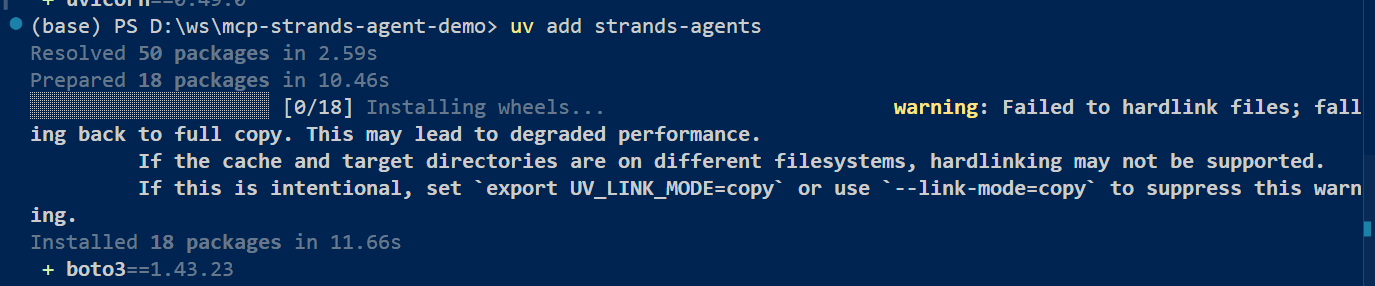 + uvicorn==0.49.0
(base) PS D:\ws\mcp-strands-agent-demo> uv add strands-agents
Resolved 50 packages in 2.59s
Prepared 18 packages in 10.46s
[0/18] Installing wheels... warning: Failed to hardlink files; fall
ing back to full copy. This may lead to degraded performance.
If the cache and target directories are on different filesystems, hardlinking may not be supported.
If this is intentional, set `export UV_LINK_MODE=copy` or use `--link-mode=copy` to suppress this warn
ing.
Installed 18 packages in 11.66s
+ boto3==1.43.23